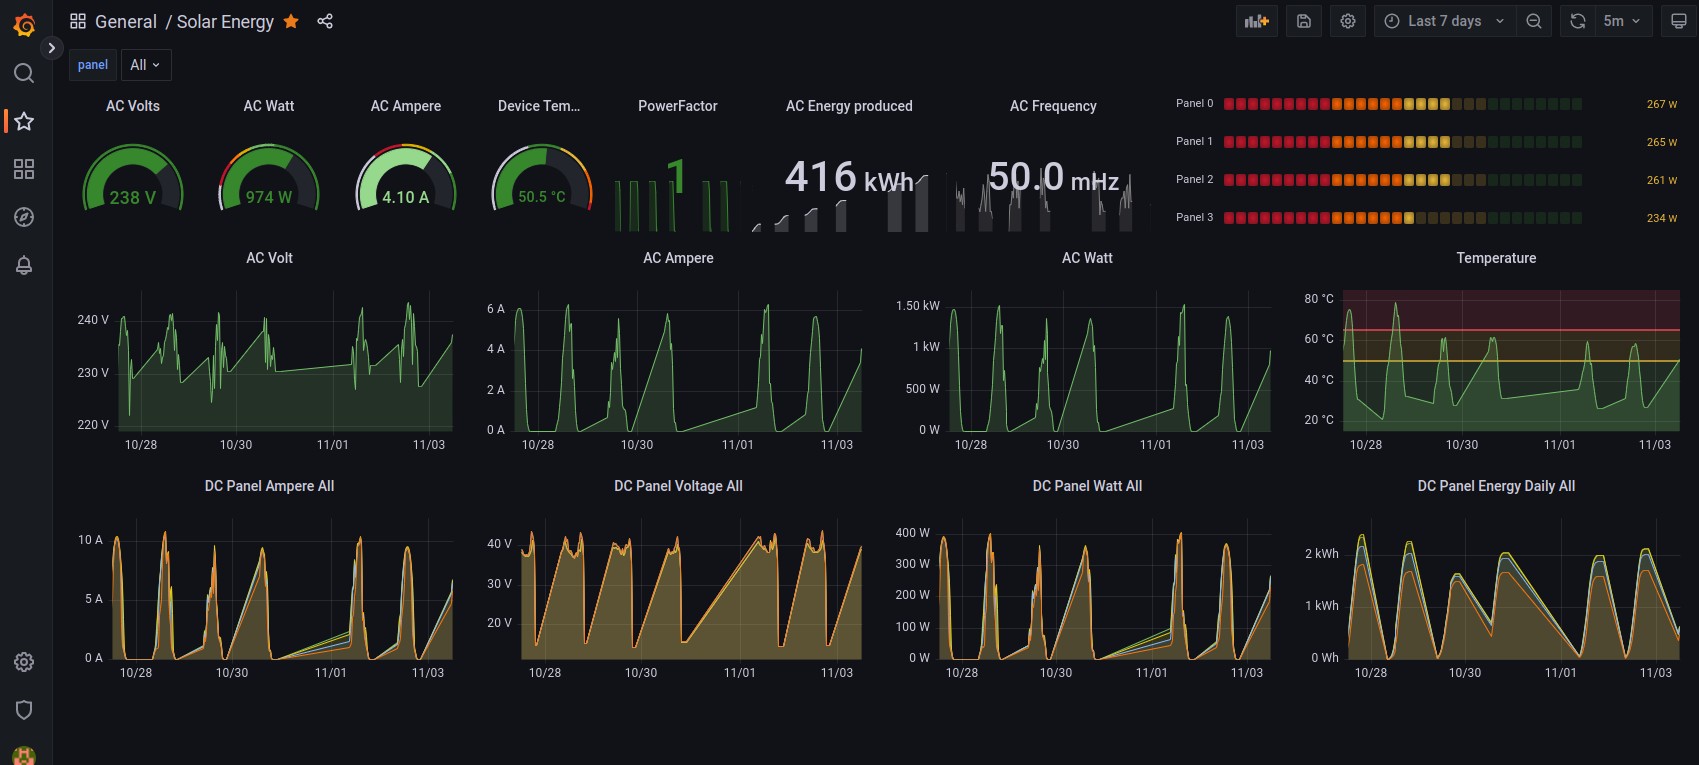 General / Solar Energy
Last 7 days
5m
panel
All
AC Volts
238 V
AC Watt
974 W
AC Ampere
4.10 A
Device Tem...
50.5 °C
PowerFactor
1
AC Energy produced
416 kWh
AC Frequency
50.0 mHz
Panel 0
267 W
Panel 1
265 W
Panel 2
261 W
Panel 3
234 W
AC Volt
240 V
230 V
220 V
10/28 10/30 11/01 11/03
AC Ampere
6 A
4 A
2 A
0 A
10/28 10/30 11/01 11/03
AC Watt
1.50 kW
1 kW
500 W
0 W
10/28 10/30 11/01 11/03
Temperature
80 °C
60 °C
40 °C
20 °C
10/28 10/30 11/01 11/03
DC Panel Ampere All
10 A
5 A
0 A
10/28 10/30 11/01 11/03
DC Panel Voltage All
40 V
30 V
20 V
10/28 10/30 11/01 11/03
DC Panel Watt All
400 W
300 W
200 W
100 W
0 W
10/28 10/30 11/01 11/03
DC Panel Energy Daily All
2 kWh
1 kWh
0 Wh
10/28 10/30 11/01 11/03